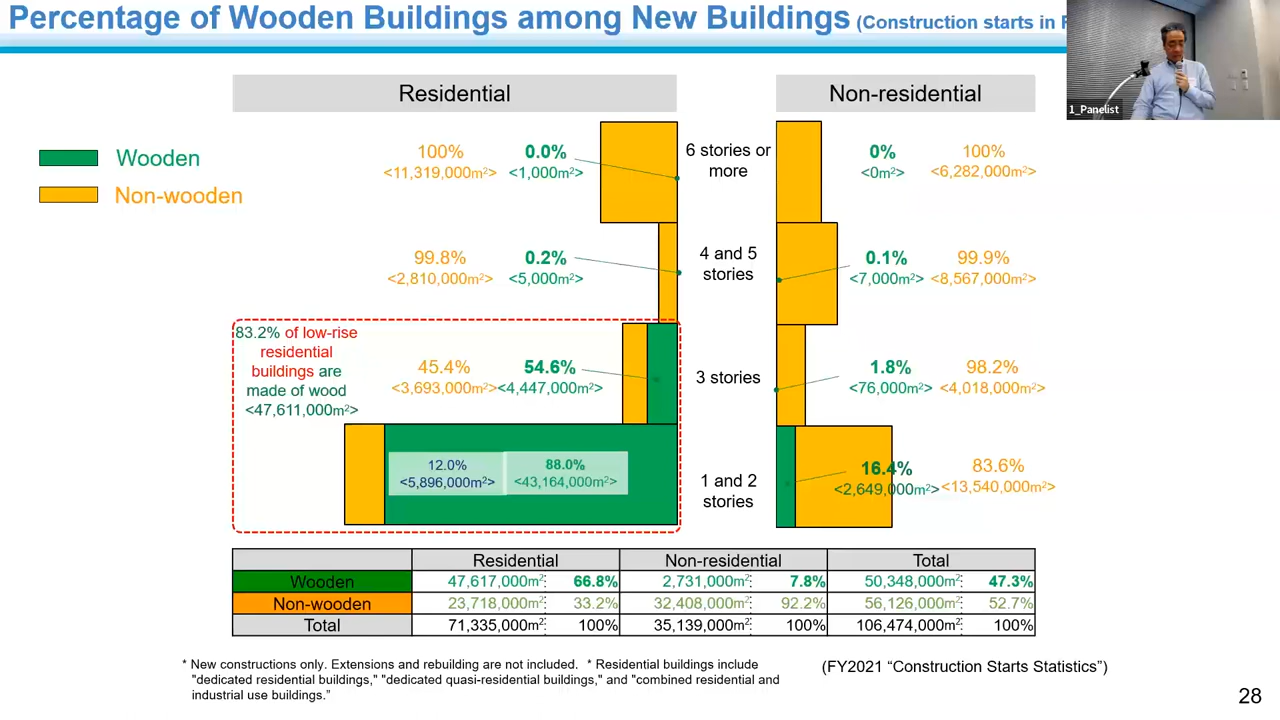 Percentage of Wooden Buildings among New Buildings (Construction starts in
1_Panelist
Residential
Non-residential
Wooden
Non-wooden
100%
<11,319,000m²>
0.0%
<1,000m²>
6 stories or
more
0%
<0m²>
100%
<6,282,000m²>
99.8%
<2,810,000m²>
0.2%
<5,000m²>
4 and 5
stories
0.1%
<7,000m²>
99.9%
<8,567,000m²>
83.2% of low-rise
residential
buildings are
made of wood
<47,611,000m²>
45.4%
<3,693,000m²>
54.6%
<4,447,000m²>
3 stories
1.8%
<76,000m²>
98.2%
<4,018,000m²>
12.0%
<5,896,000m²>
88.0%
<43,164,000m²>
1 and 2
stories
16.4%
<2,649,000m²>
83.6%
<13,540,000m²>
Residential Non-residential Total
Wooden 47,617,000m² 66.8% 2,731,000m² 7.8% 50,348,000m² 47.3%
Non-wooden 23,718,000m² 33.2% 32,408,000m² 92.2% 56,126,000m² 52.7%
Total 71,335,000m² 100% 35,139,000m² 100% 106,474,000m² 100%
* New constructions only. Extensions and rebuilding are not included. * Residential buildings include
"dedicated residential buildings," "dedicated quasi-residential buildings," and "combined residential and
industrial use buildings."
(FY2021 "Construction Starts Statistics")
28